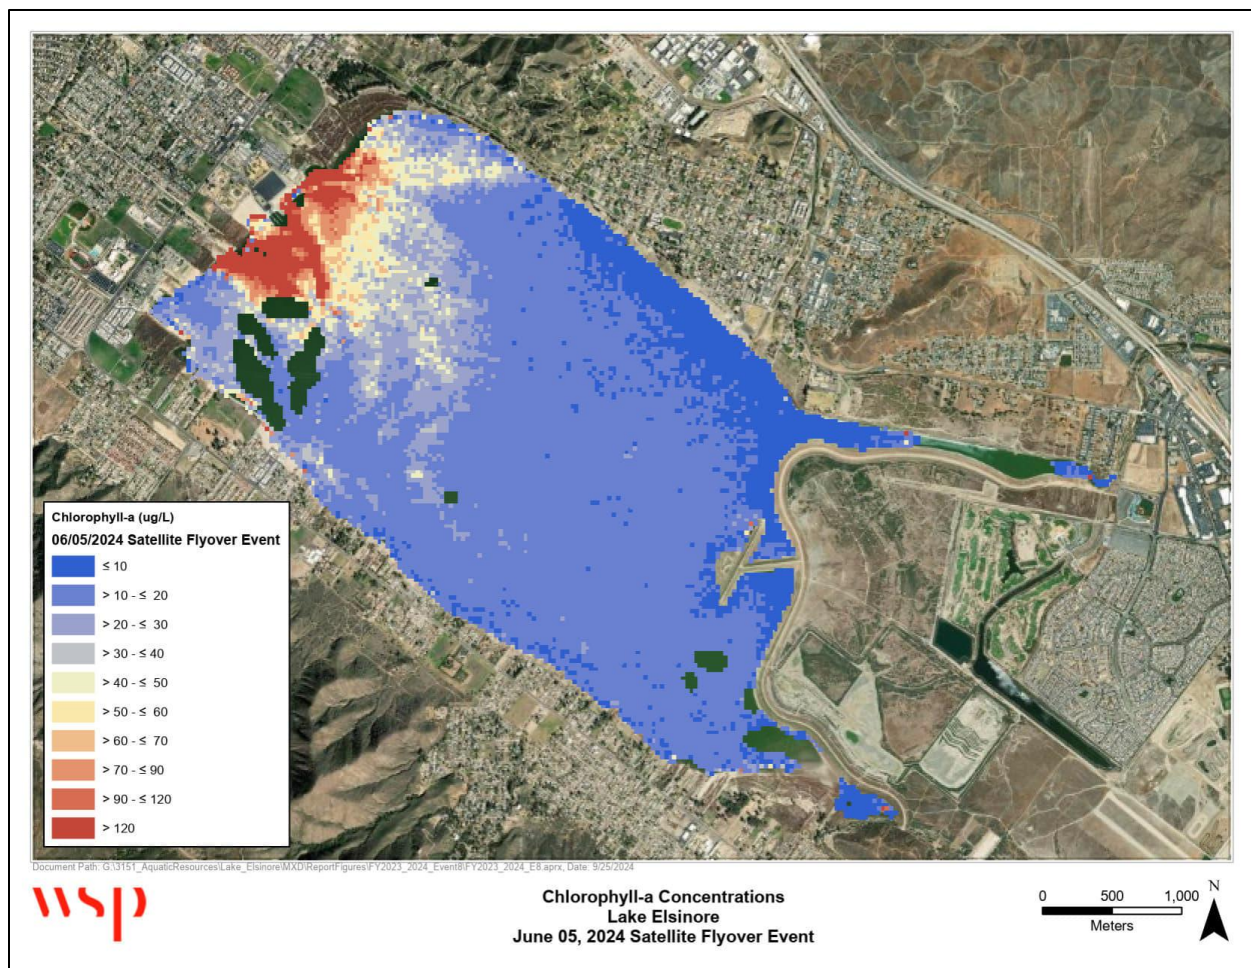 Chlorophyll-a (ug/L)
06/05/2024 Satellite Flyover Event
≤ 10
> 10 - ≤ 20
> 20 - ≤ 30
> 30 - ≤ 40
> 40 - ≤ 50
> 50 - ≤ 60
> 60 - ≤ 70
> 70 - ≤ 90
> 90 - ≤ 120
> 120
Document Path: G:\3151_AquaticResources\Lake_Elsinore\MXD\ReportFigures\FY2023_2024_Event8\FY2023_2024_E8.aprx, Date: 9/25/2024
wsp
Chlorophyll-a Concentrations
Lake Elsinore
June 05, 2024 Satellite Flyover Event
0 500 1,000
Meters
N